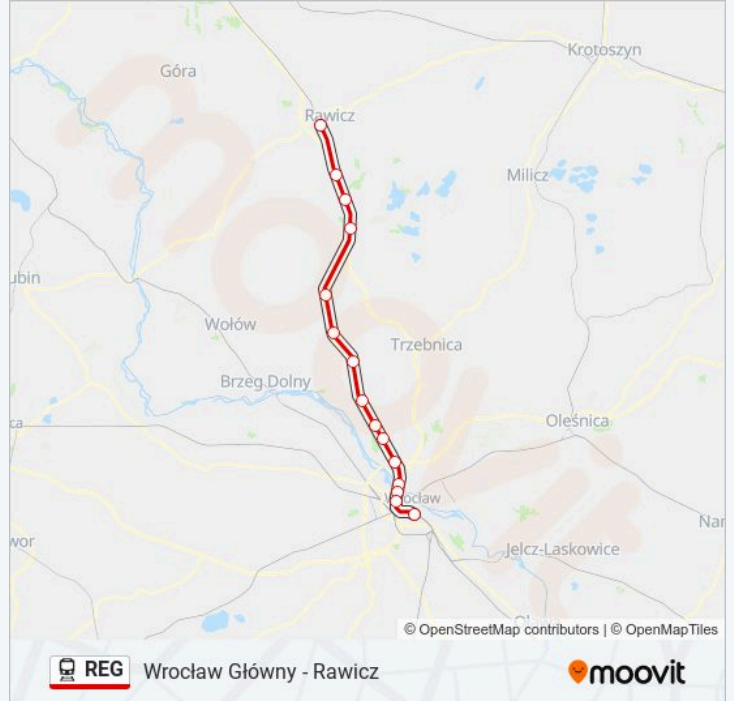 Krotoszyn
Góra
Rawicz
Milicz
ubin
Wołów
Trzebnica
Brzeg Dolny
ca
Oleśnica
Wrocław
wor
Nar
Jelcz-Laskowice
© OpenStreetMap contributors | © OpenMapTiles
REG Wrocław Główny - Rawicz
moovit